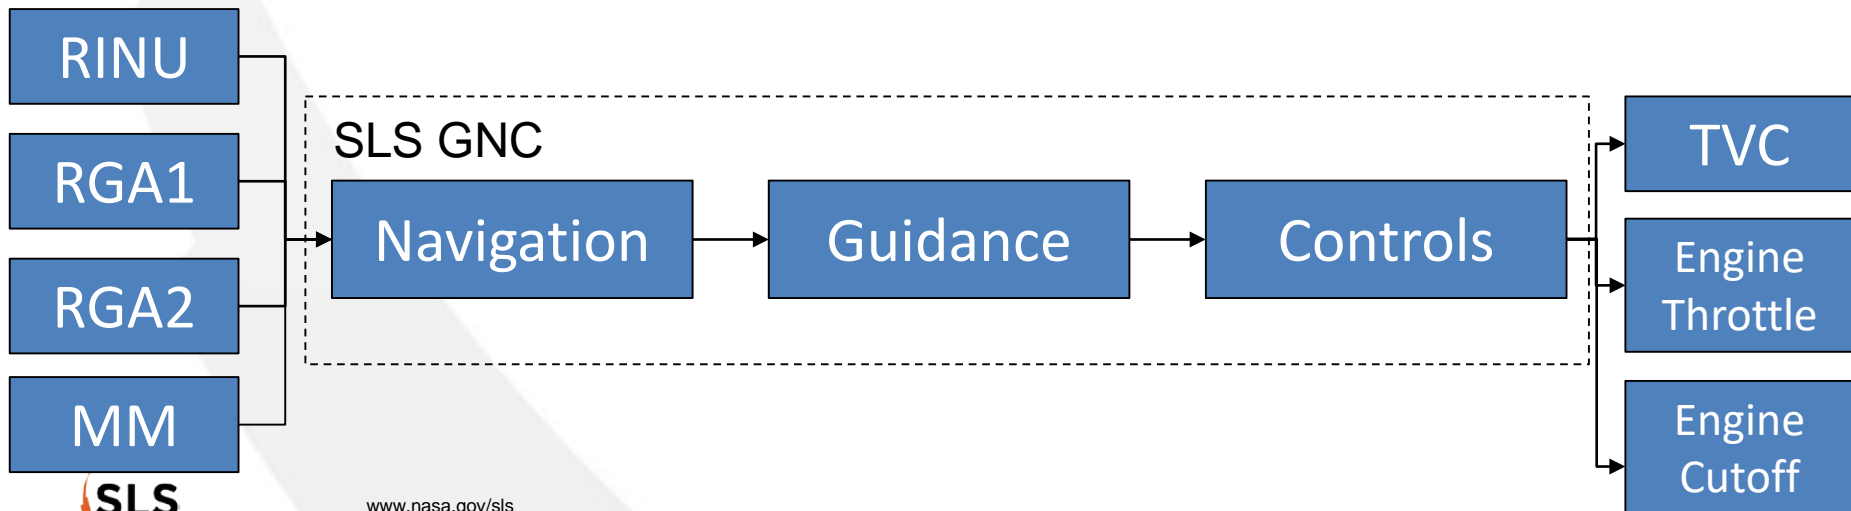 RINU
RGA1
RGA2
MM
SLS GNC
Navigation
Guidance
Controls
TVC
Engine
Throttle
Engine
Cutoff
SLS
www.nasa.gov/sls